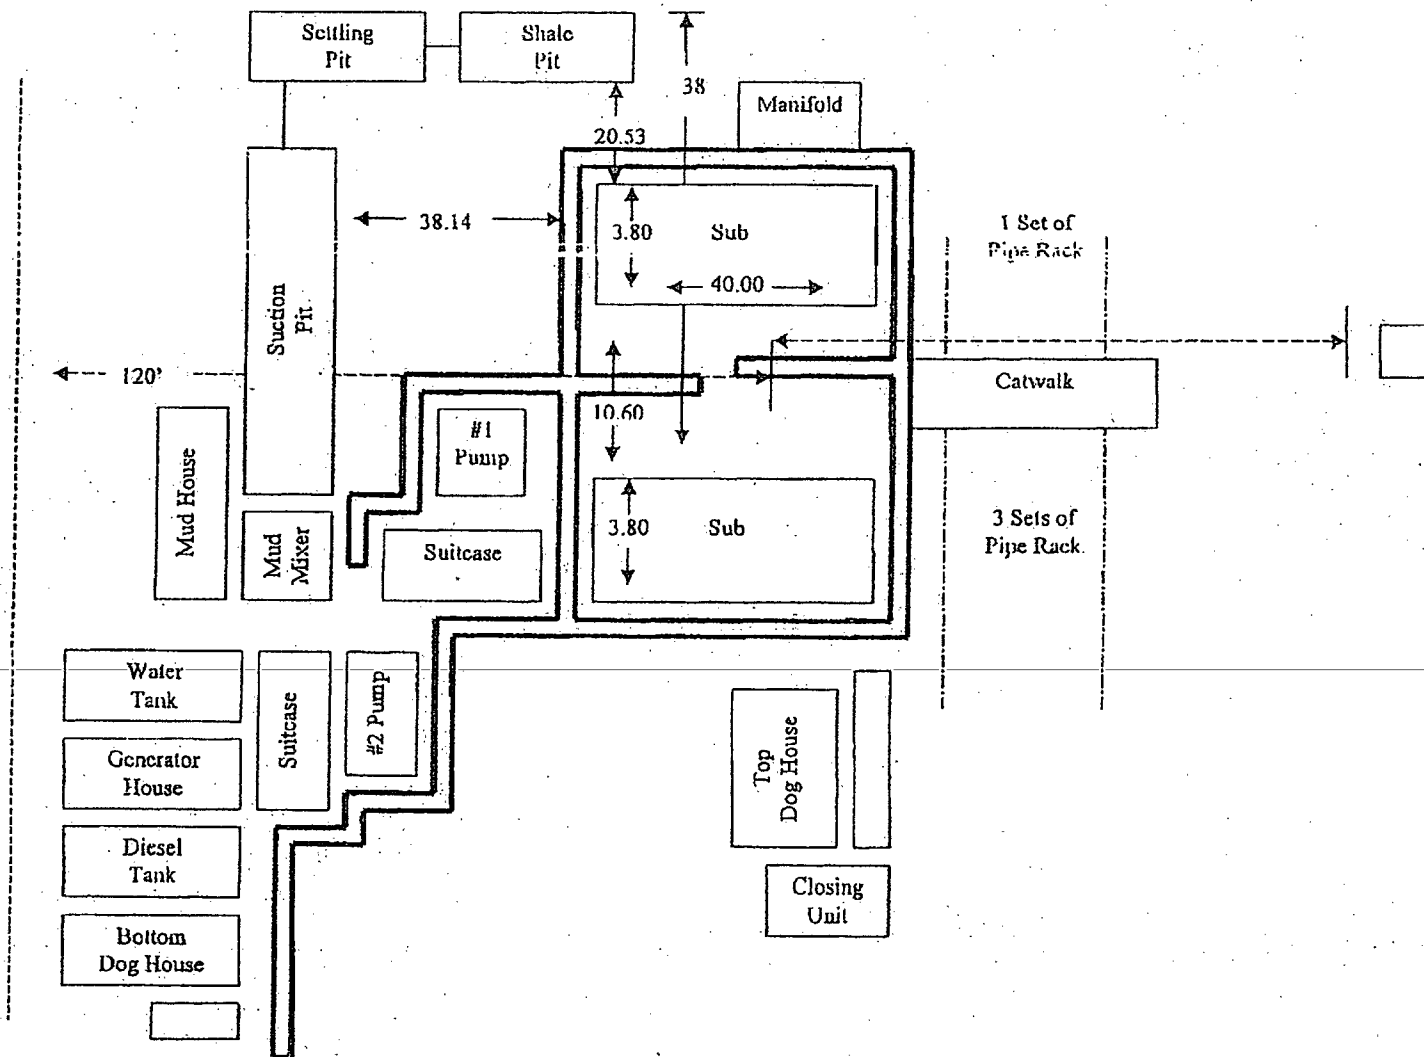 Settling
Pit
Shale
Pit
38
Manifold
20.53
38.14
3.80
Sub
40.00
1 Set of
Pipe Rack
Suction
Pit
120'
Catwalk
10.60
#1
Pump
Mud House
Mud
Mixer
Suitcase
3.80
Sub
3 Sets of
Pipe Rack
Water
Tank
Suitcase
#2 Pump
Generator
House
Top
Dog House
Diesel
Tank
Closing
Unit
Bottom
Dog House